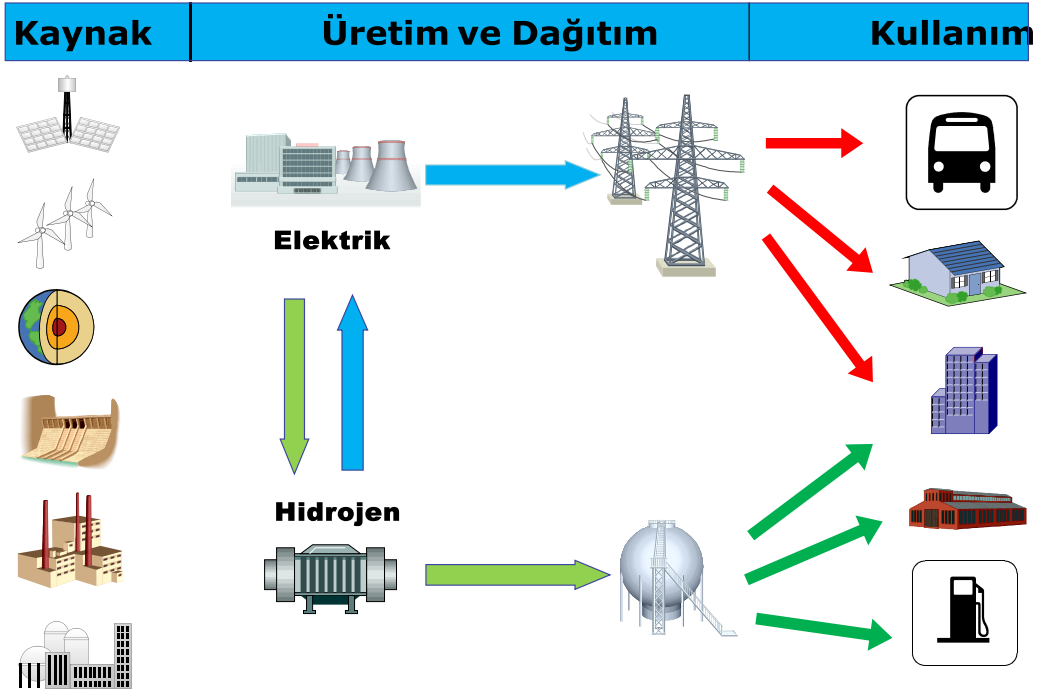 Kaynak
Üretim ve Dağıtım
Kullanım
Elektrik
Hidrojen